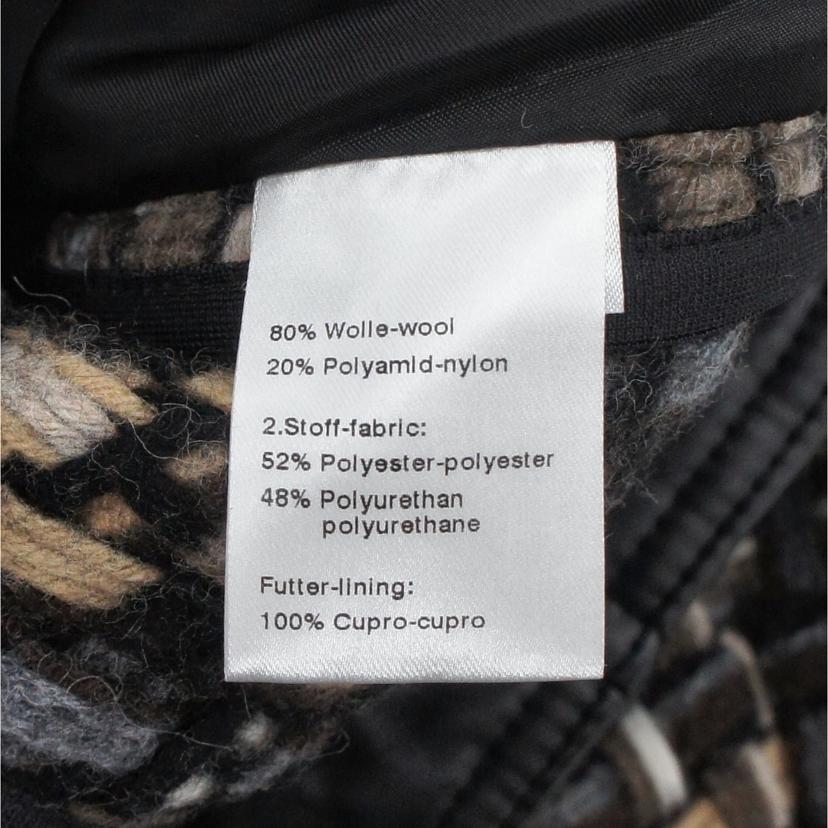 80% Wolle-wool
20% Polyamid-nylon
2.Stoff-fabric:
52% Polyester-polyester
48% Polyurethan
polyurethane
Futter-lining:
100% Cupro-cupro